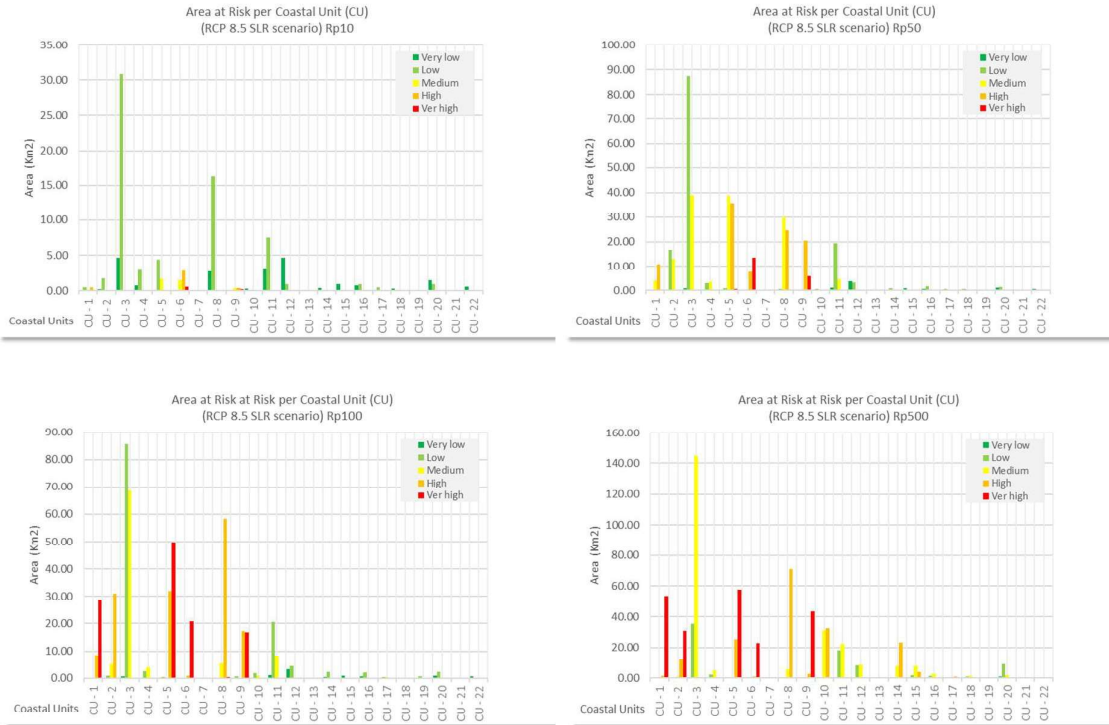 Area at Risk per Coastal Unit (CU)
(RCP 8.5 SLR scenario) Rp10
35.00
30.00
25.00
20.00
15.00
10.00
5.00
0.00
Area (Km2)
Very low
Low
Medium
High
Ver high
Coastal Units
CU - 1
CU - 2
CU - 3
CU - 4
CU - 5
CU - 6
CU - 7
CU - 8
CU - 9
CU - 10
CU - 11
CU - 12
CU - 13
CU - 14
CU - 15
CU - 16
CU - 17
CU - 18
CU - 19
CU - 20
CU - 21
CU - 22
Area at Risk per Coastal Unit (CU)
(RCP 8.5 SLR scenario) Rp50
100.00
90.00
80.00
70.00
60.00
50.00
40.00
30.00
20.00
10.00
0.00
Area (Km2)
Very low
Low
Medium
High
Ver high
Coastal Units
CU - 1
CU - 2
CU - 3
CU - 4
CU - 5
CU - 6
CU - 7
CU - 8
CU - 9
CU - 10
CU - 11
CU - 12
CU - 13
CU - 14
CU - 15
CU - 16
CU - 17
CU - 18
CU - 19
CU - 20
CU - 21
CU - 22
Area at Risk at Risk per Coastal Unit (CU)
(RCP 8.5 SLR scenario) Rp100
90.00
80.00
70.00
60.00
50.00
40.00
30.00
20.00
10.00
0.00
Area (Km2)
Very low
Low
Medium
High
Ver high
Coastal Units
CU - 1
CU - 2
CU - 3
CU - 4
CU - 5
CU - 6
CU - 7
CU - 8
CU - 9
CU - 10
CU - 11
CU - 12
CU - 13
CU - 14
CU - 15
CU - 16
CU - 17
CU - 18
CU - 19
CU - 20
CU - 21
CU - 22
Area at Risk at Risk per Coastal Unit (CU)
(RCP 8.5 SLR scenario) Rp500
160.00
140.00
120.00
100.00
80.00
60.00
40.00
20.00
0.00
Area (Km2)
Very low
Low
Medium
High
Ver high
Coastal Units
CU - 1
CU - 2
CU - 3
CU - 4
CU - 5
CU - 6
CU - 7
CU - 8
CU - 9
CU - 10
CU - 11
CU - 12
CU - 13
CU - 14
CU - 15
CU - 16
CU - 17
CU - 18
CU - 19
CU - 20
CU - 21
CU - 22